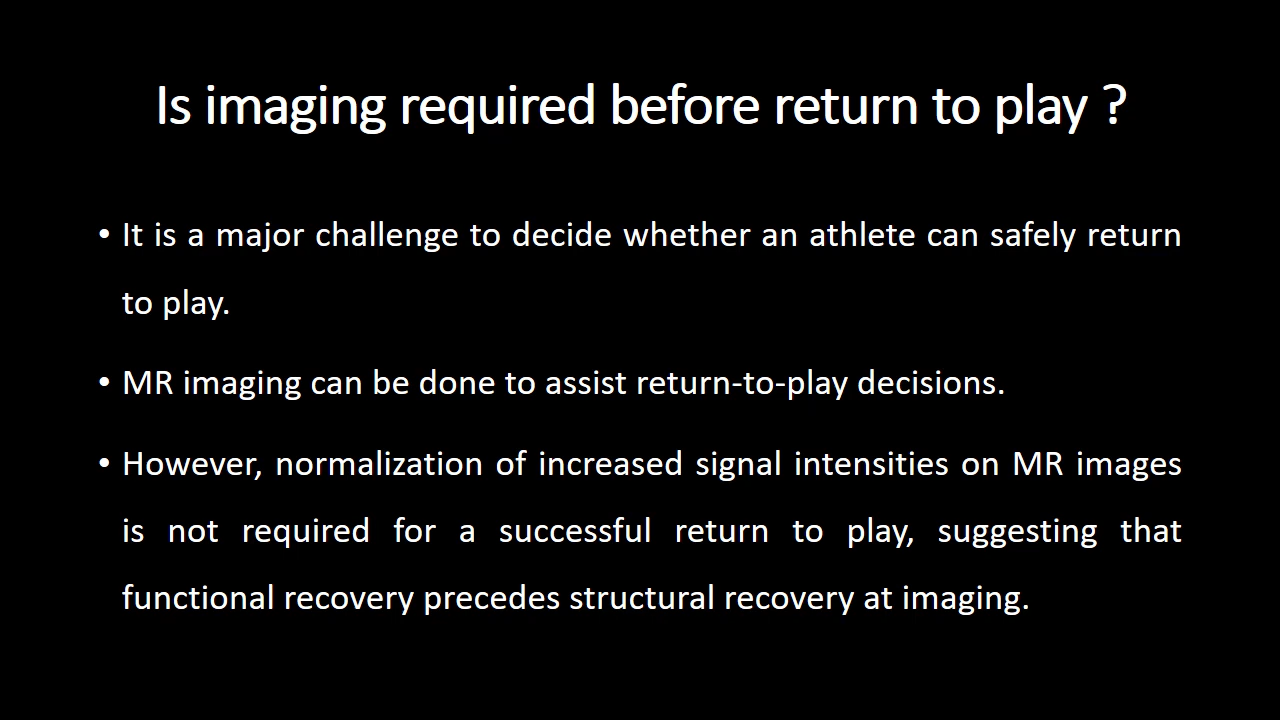 Is imaging required before return to play ?
• It is a major challenge to decide whether an athlete can safely return
to play.
• MR imaging can be done to assist return-to-play decisions.
• However, normalization of increased signal intensities on MR images
is not required for a successful return to play, suggesting that
functional recovery precedes structural recovery at imaging.